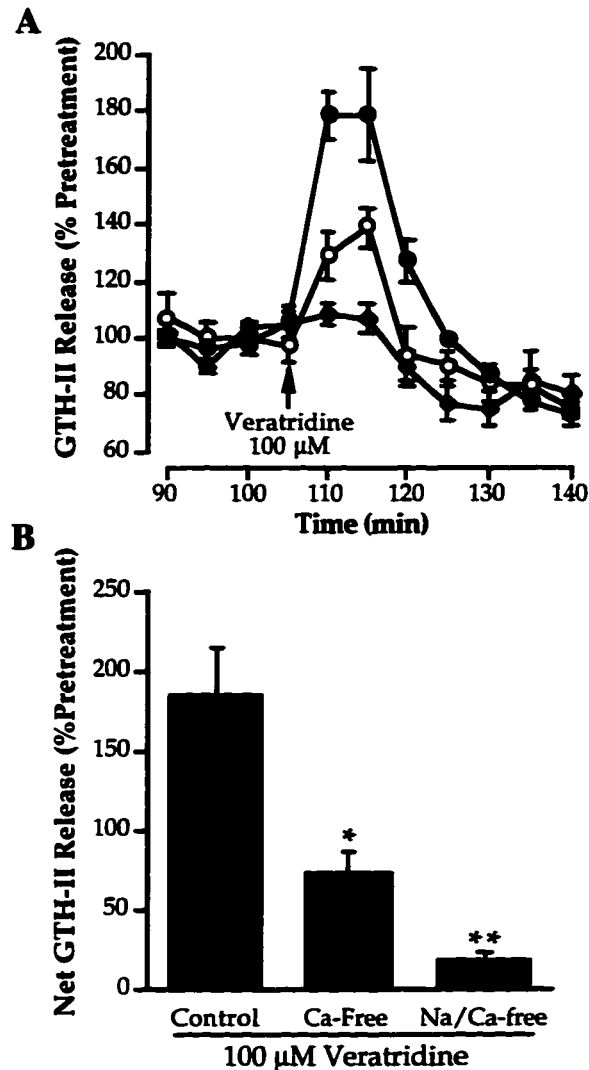 A
GTH-II Release (% Pretreatment)
200
180
160
140
120
100
80
60
Veratridine
100 µM
90 100 110 120 130 140
Time (min)
B
Net GTH-II Release (%Pretreatment)
250
200
150
100
50
0
*
**
Control Ca-Free Na/Ca-free
100 µM Veratridine